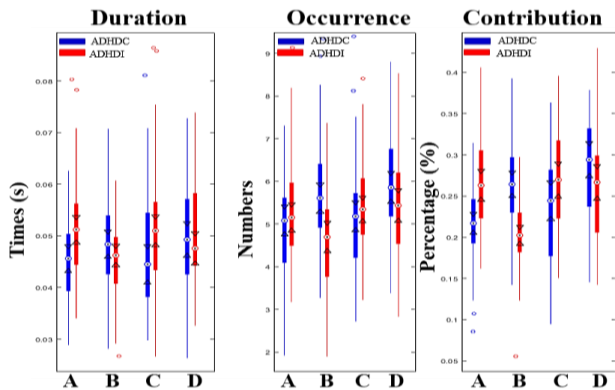 Duration
ADHDC
ADHDI
Times (s)
0.08
0.07
0.06
0.05
0.04
0.03
A B C D
Occurrence
ADHDC
ADHDI
Numbers
9
8
7
6
5
4
3
2
A B C D
Contribution
ADHDC
ADHDI
Percentage (%)
0.4
0.35
0.3
0.25
0.2
0.15
0.1
0.05
A B C D